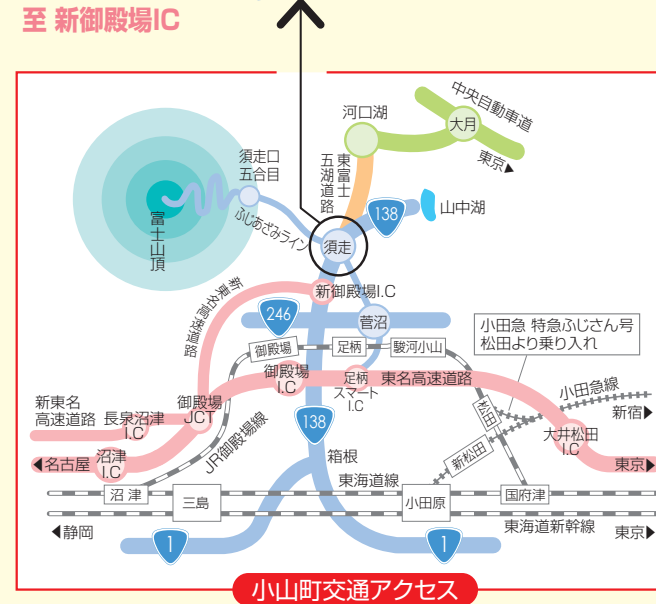 至 新御殿場IC
中央自動車道
河口湖
大月
東京▶
須走口
五合目
東富士
五湖道路
138
山中湖
富士山頂
ふじあざみライン
須走
新東名高速道路
新御殿場I.C
246
菅沼
小田急 特急ふじさん号
松田より乗り入れ
御殿場
足柄
駿河小山
御殿場
I.C
足柄
スマート
I.C
東名高速道路
小田急線
新宿▶
新東名
高速道路
長泉沼津
I.C
御殿場
JCT
松田
大井松田
I.C
138
JR御殿場線
◀名古屋
沼津
I.C
箱根
新松田
東京▶
東海道線
沼津
三島
小田原
国府津
東海道新幹線
◀静岡
東京▶
1
1
小山町交通アクセス